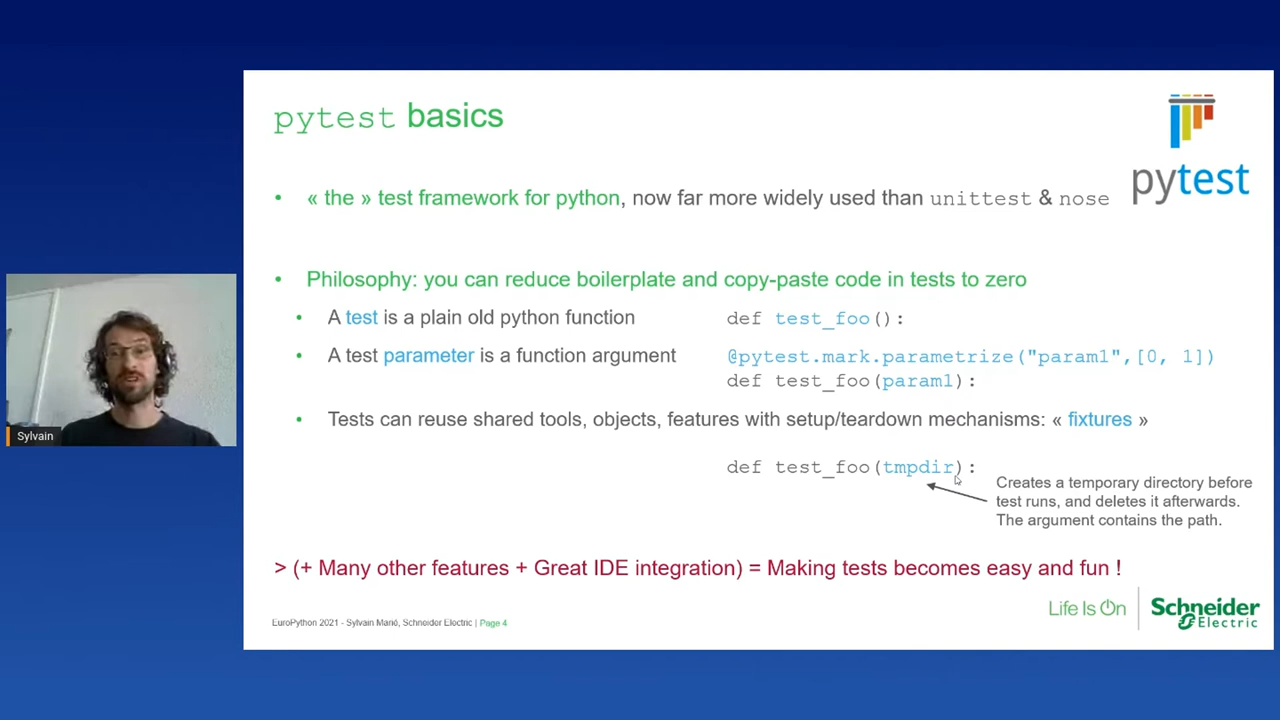 pytest basics
pytest
• « the » test framework for python, now far more widely used than unittest & nose
• Philosophy: you can reduce boilerplate and copy-paste code in tests to zero
• A test is a plain old python function
def test_foo():
• A test parameter is a function argument
@pytest.mark.parametrize("param1",[0, 1])
def test_foo(param1):
• Tests can reuse shared tools, objects, features with setup/teardown mechanisms: « fixtures »
def test_foo(tmpdir):
Creates a temporary directory before
test runs, and deletes it afterwards.
The argument contains the path.
> (+ Many other features + Great IDE integration) = Making tests becomes easy and fun !
Sylvain
EuroPython 2021 - Sylvain Marié, Schneider Electric | Page 4
Life Is On
Schneider
Electric